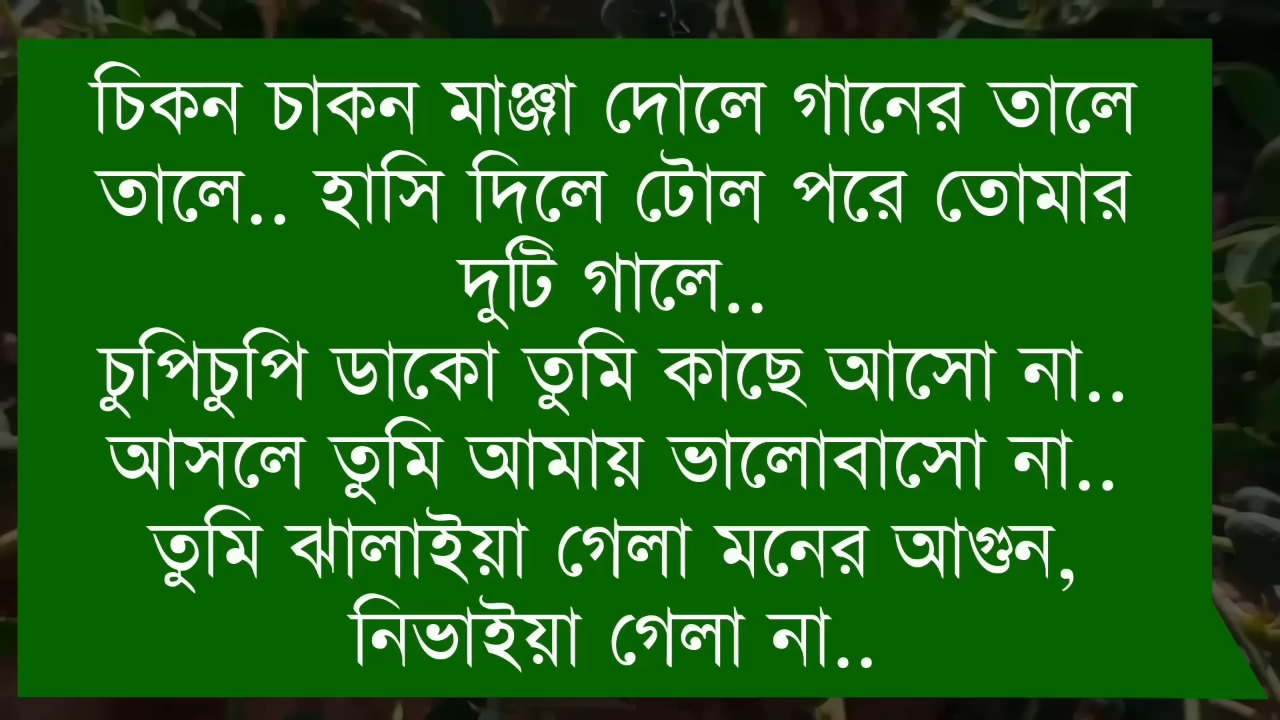 চিকন চাকন মাঞ্জা দোলে গানের তালে
তালে.. হাসি দিলে টোল পরে তোমার
দুটি গালে..
চুপিচুপি ডাকো তুমি কাছে আসো না..
আসলে তুমি আমায় ভালোবাসো না..
তুমি ঝালাইয়া গেলা মনের আগুন,
নিভাইয়া গেলা না..